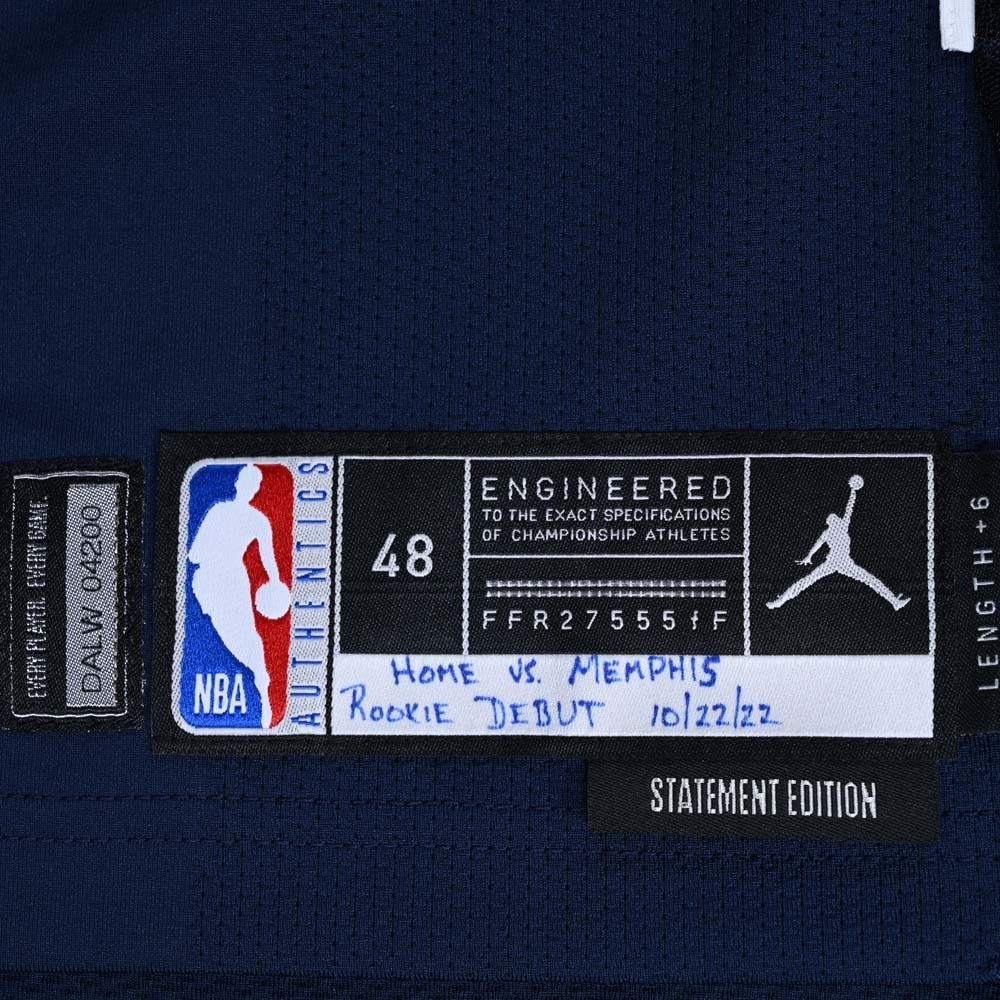 EVERY PLAYER. EVERY GAME.
DALW 04200
NBA
AUTHENTICS
48
ENGINEERED
TO THE EXACT SPECIFICATIONS
OF CHAMPIONSHIP ATHLETES
FFR27555fF
HOME VS. MEMPHIS
ROOKIE DEBUT 10/22/22
LENGTH +6
STATEMENT EDITION